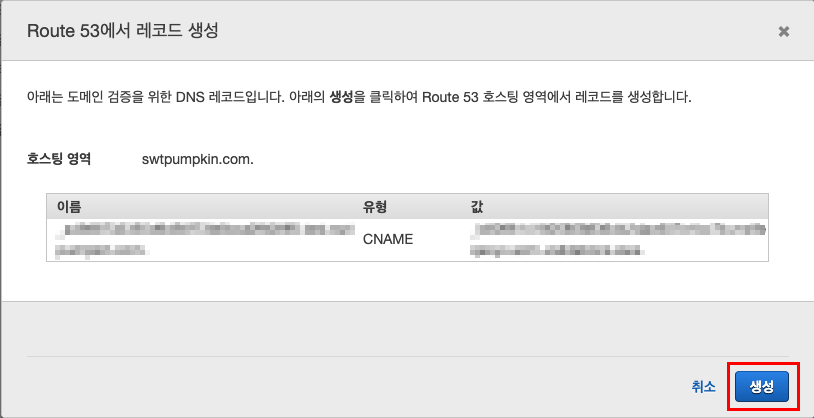 Route 53에서 레코드 생성
아래는 도메인 검증을 위한 DNS 레코드입니다. 아래의 생성을 클릭하여 Route 53 호스팅 영역에서 레코드를 생성합니다.
호스팅 영역 swtpumpkin.com.
이름 유형 값
CNAME
취소 생성